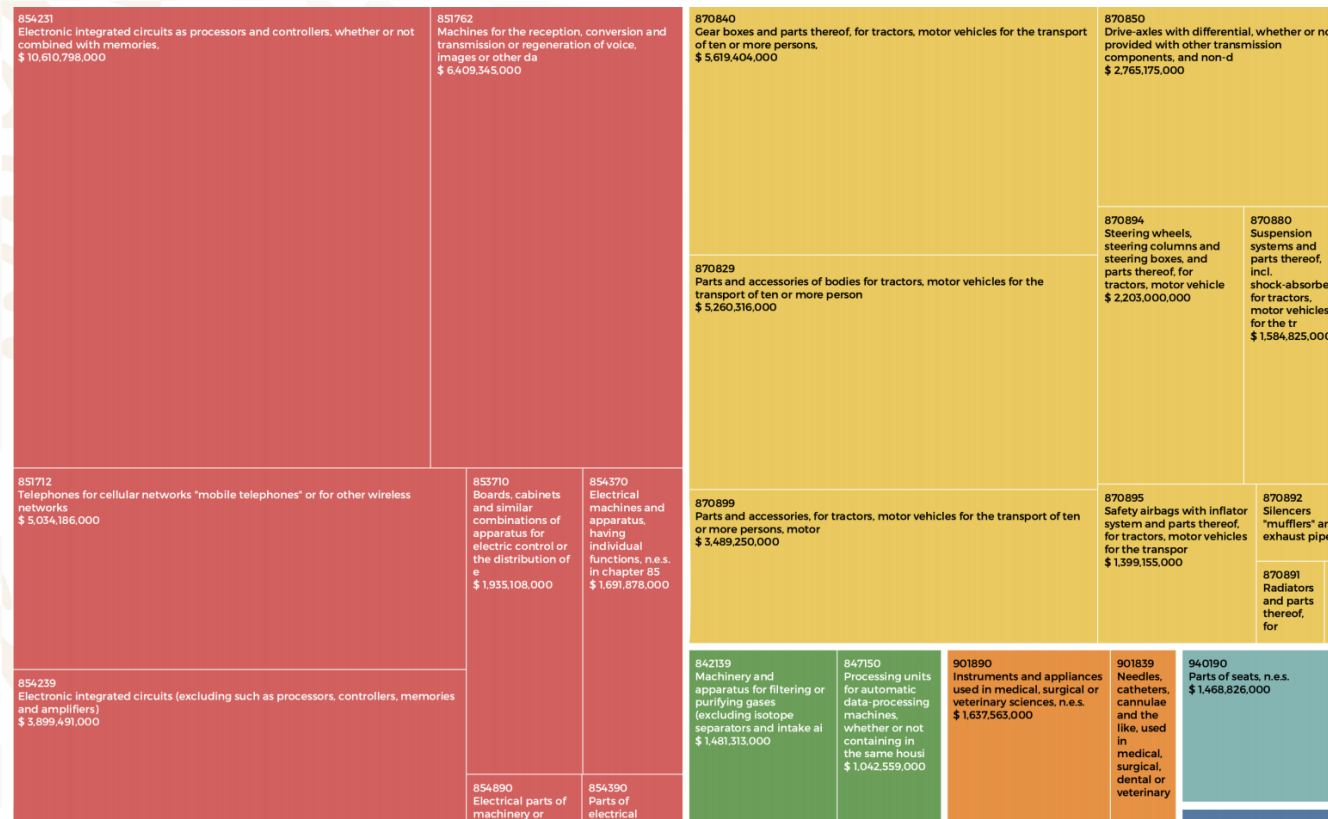 854231
Electronic integrated circuits as processors and controllers, whether or not
combined with memories,
$ 10,610,798,000
851762
Machines for the reception, conversion and
transmission or regeneration of voice,
images or other da
$ 6,409,345,000
851712
Telephones for cellular networks "mobile telephones" or for other wireless
networks
$ 5,034,186,000
854239
Electronic integrated circuits (excluding such as processors, controllers, memories
and amplifiers)
$ 3,899,491,000
853710
Boards, cabinets
and similar
combinations of
apparatus for
electric control or
the distribution of
e
$ 1,935,108,000
854370
Electrical
machines and
apparatus,
having
individual
functions, n.e.s.
in chapter 85
$ 1,691,878,000
854890
Electrical parts of
machinery or
854390
Parts of
electrical
870840
Gear boxes and parts thereof, for tractors, motor vehicles for the transport
of ten or more persons,
$ 5,619,404,000
870829
Parts and accessories of bodies for tractors, motor vehicles for the
transport of ten or more person
$ 5,260,316,000
870899
Parts and accessories, for tractors, motor vehicles for the transport of ten
or more persons, motor
$ 3,489,250,000
870850
Drive-axles with differential, whether or no
provided with other transmission
components, and non-d
$ 2,765,175,000
870894
Steering wheels,
steering columns and
steering boxes, and
parts thereof, for
tractors, motor vehicle
$ 2,203,000,000
870880
Suspension
systems and
parts thereof,
incl.
shock-absorbe
for tractors,
motor vehicles
for the tr
$ 1,584,825,000
870895
Safety airbags with inflator
system and parts thereof,
for tractors, motor vehicles
for the transpor
$ 1,399,155,000
870892
Silencers
"mufflers" an
exhaust pipe
870891
Radiators
and parts
thereof,
for
842139
Machinery and
apparatus for filtering or
purifying gases
(excluding isotope
separators and intake ai
$ 1,481,313,000
847150
Processing units
for automatic
data-processing
machines,
whether or not
containing in
the same housi
$ 1,042,559,000
901890
Instruments and appliances
used in medical, surgical or
veterinary sciences, n.e.s.
$ 1,637,563,000
901839
Needles,
catheters,
cannulae
and the
like, used
in
medical,
surgical,
dental or
veterinary
940190
Parts of seats, n.e.s.
$ 1,468,826,000